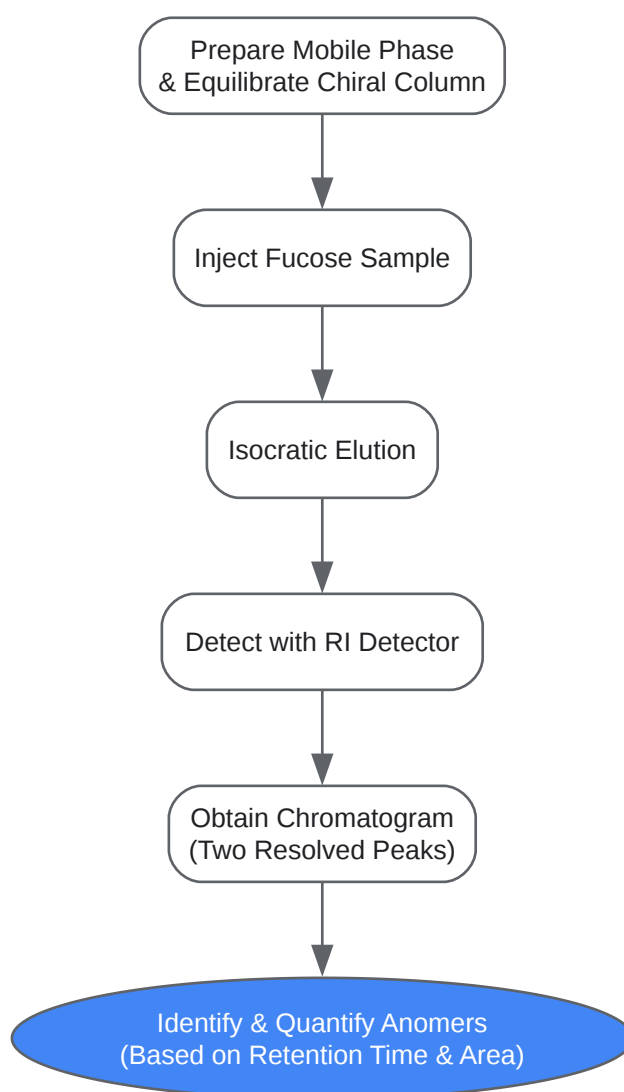 Prepare Mobile Phase
& Equilibrate Chiral Column
Inject Fucose Sample
Isocratic Elution
Detect with RI Detector
Obtain Chromatogram
(Two Resolved Peaks)
Identify & Quantify Anomers
(Based on Retention Time & Area)